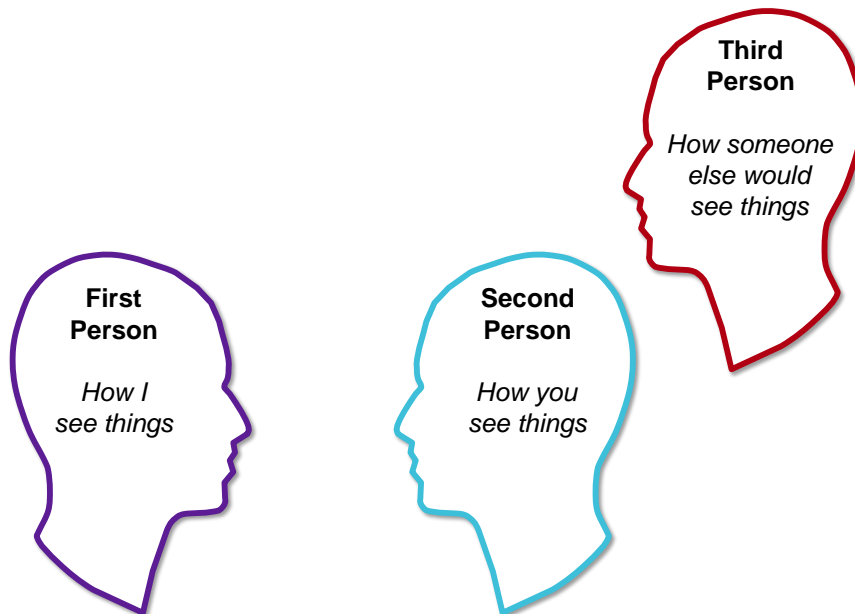 Third
Person
How someone
else would
see things
First
Person
How I
see things
Second
Person
How you
see things